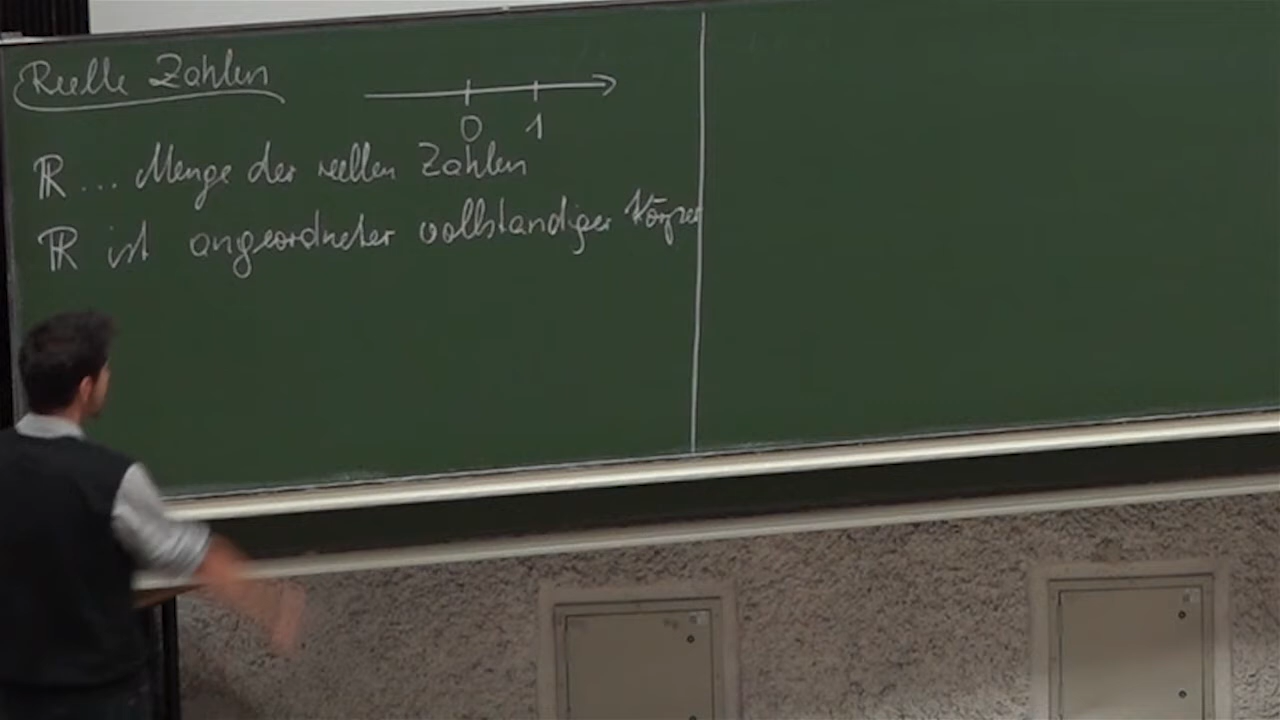 Reelle Zahlen
0 1
ℝ ... Menge der reellen Zahlen
ℝ ist angeordneter vollständiger Körper